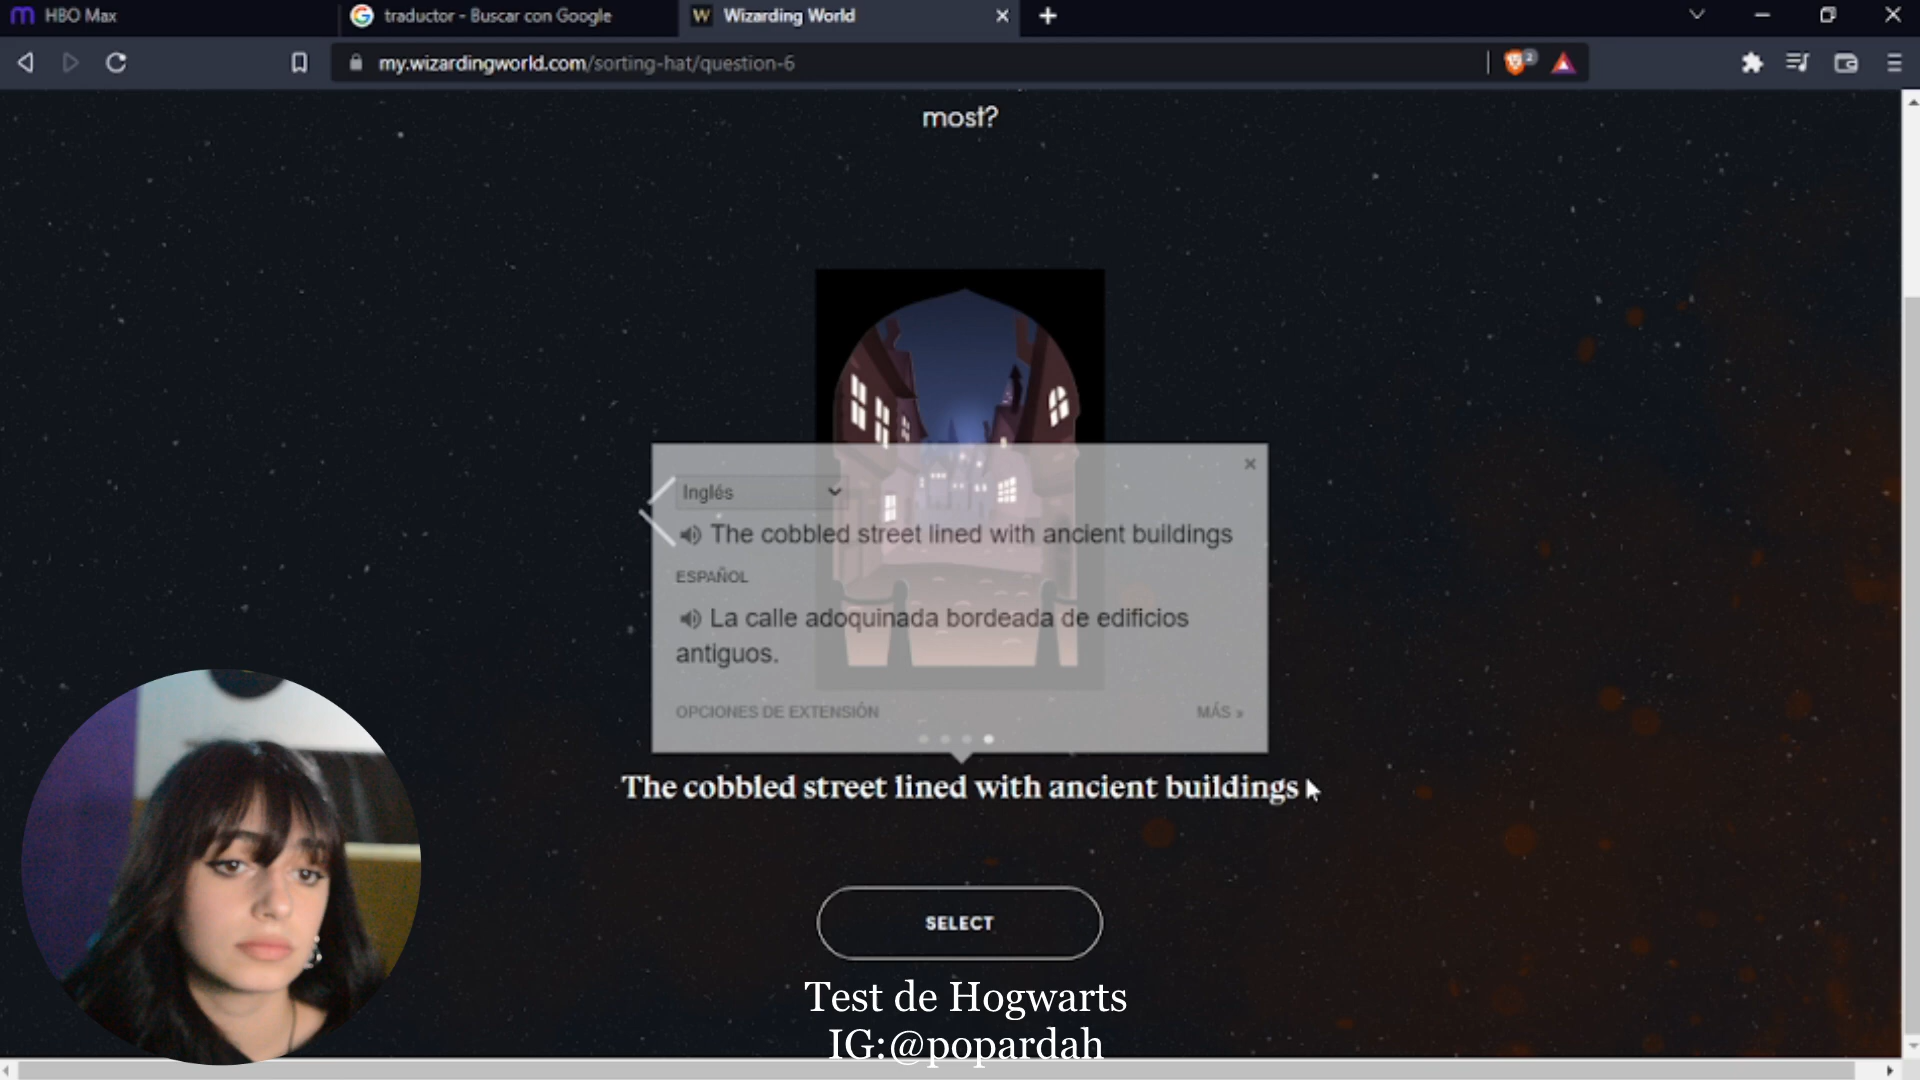 HBO Max
traductor - Buscar con Google
W Wizarding World
my.wizardingworld.com/sorting-hat/question-6
2
most?
Inglés
The cobbled street lined with ancient buildings
ESPAÑOL
La calle adoquinada bordeada de edificios
antiguos.
OPCIONES DE EXTENSIÓN
MÁS »
The cobbled street lined with ancient buildings
SELECT
Test de Hogwarts
IG:@popardah